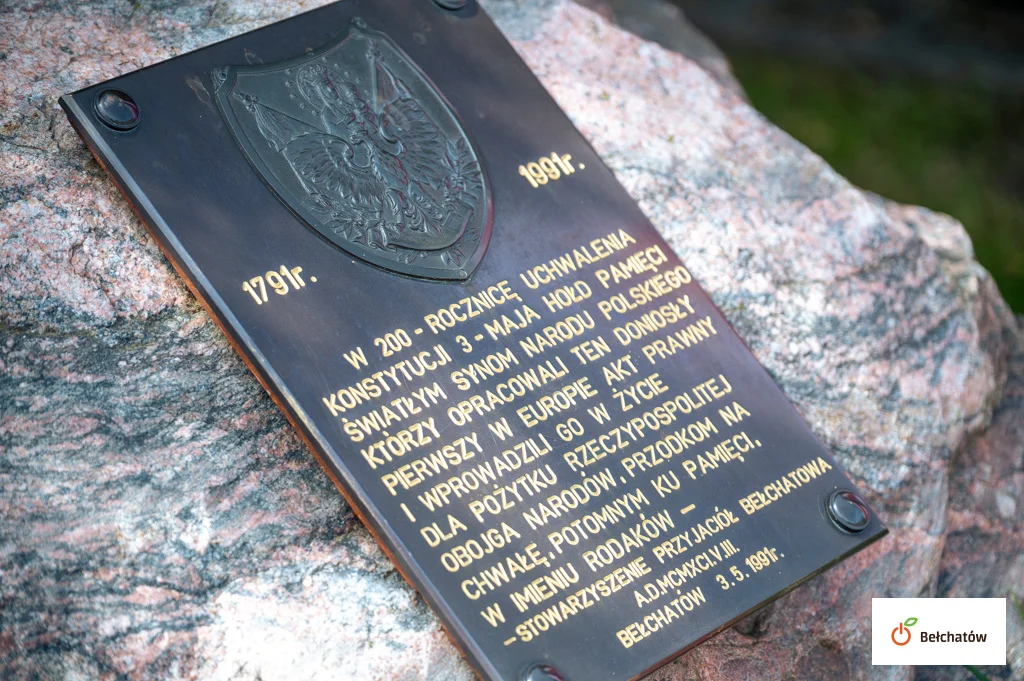 1791r.
1991r.
W 200 - ROCZNICĘ UCHWALENIA
KONSTYTUCJI 3 - MAJA HOŁD PAMIĘCI
ŚWIATŁYM SYNOM NARODU POLSKIEGO
KTÓRZY OPRACOWALI TEN DONIOSŁY
PIERWSZY W EUROPIE AKT PRAWNY
I WPROWADZILI GO W ŻYCIE
DLA POŻYTKU RZECZYPOSPOLITEJ
OBOJGA NARODÓW, PRZODKOM NA
CHWAŁĘ, POTOMNYM KU PAMIĘCI.
W IMIENIU RODAKÓW –
– STOWARZYSZENIE PRZYJACIÓŁ BEŁCHATOWA
A.D.MCMXCI.V.III.
BEŁCHATÓW 3.5.1991r.
Bełchatów